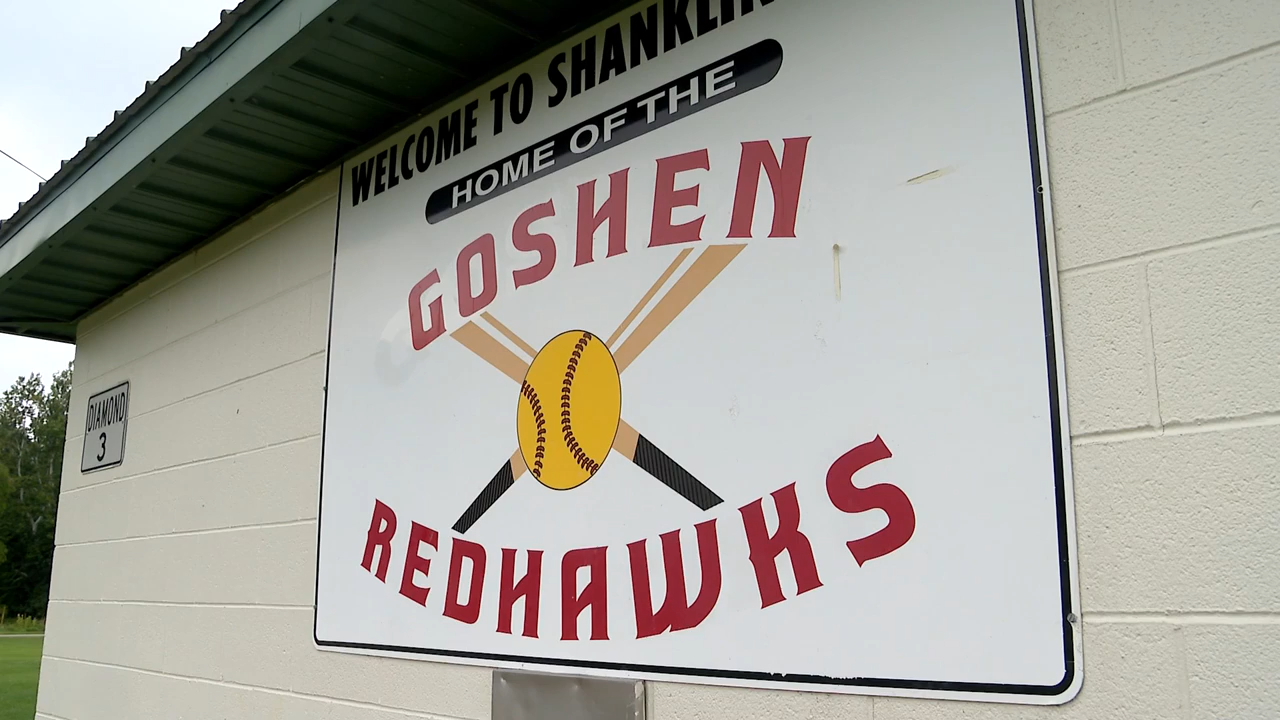 WELCOME TO SHANKLIN
HOME OF THE
GOSHEN
REDHAWKS
DIAMOND
3